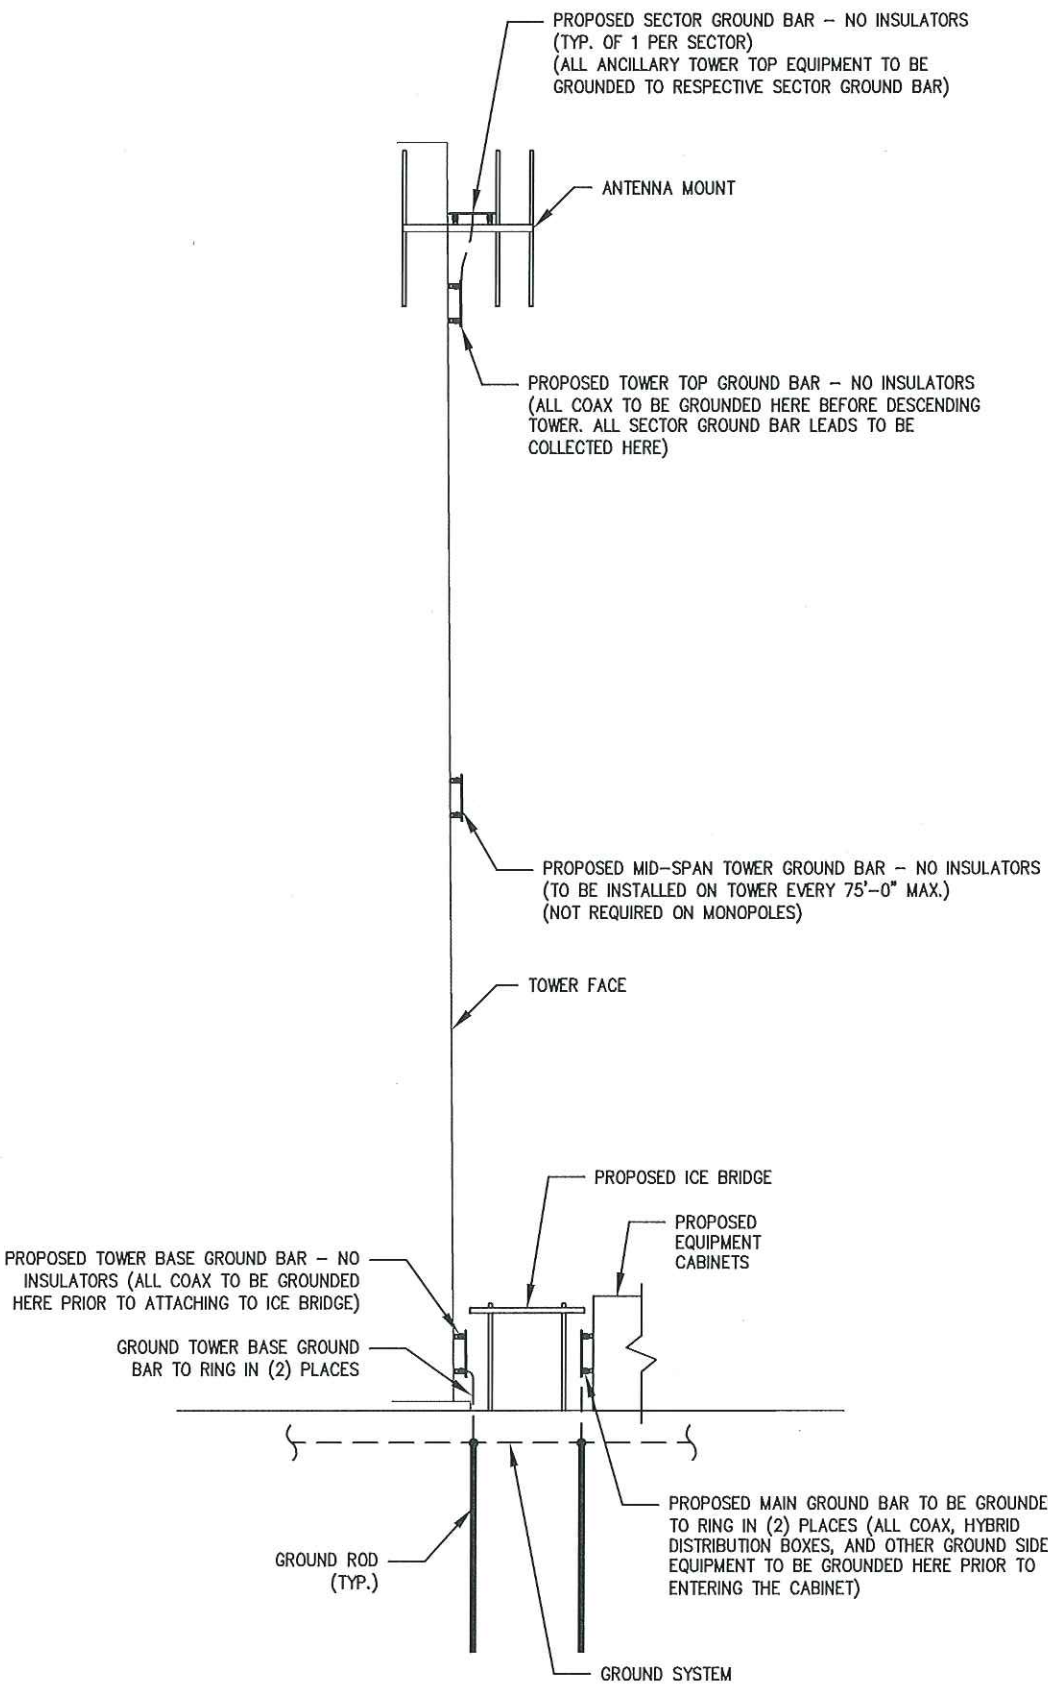 PROPOSED SECTOR GROUND BAR – NO INSULATORS
(TYP. OF 1 PER SECTOR)
(ALL ANCILLARY TOWER TOP EQUIPMENT TO BE
GROUNDED TO RESPECTIVE SECTOR GROUND BAR)
ANTENNA MOUNT
PROPOSED TOWER TOP GROUND BAR – NO INSULATORS
(ALL COAX TO BE GROUNDED HERE BEFORE DESCENDING
TOWER. ALL SECTOR GROUND BAR LEADS TO BE
COLLECTED HERE)
PROPOSED MID–SPAN TOWER GROUND BAR – NO INSULATORS
(TO BE INSTALLED ON TOWER EVERY 75'–0" MAX.)
(NOT REQUIRED ON MONOPOLES)
TOWER FACE
PROPOSED ICE BRIDGE
PROPOSED
EQUIPMENT
CABINETS
PROPOSED TOWER BASE GROUND BAR – NO
INSULATORS (ALL COAX TO BE GROUNDED
HERE PRIOR TO ATTACHING TO ICE BRIDGE)
GROUND TOWER BASE GROUND
BAR TO RING IN (2) PLACES
PROPOSED MAIN GROUND BAR TO BE GROUNDE
TO RING IN (2) PLACES (ALL COAX, HYBRID
DISTRIBUTION BOXES, AND OTHER GROUND SIDE
EQUIPMENT TO BE GROUNDED HERE PRIOR TO
ENTERING THE CABINET)
GROUND ROD
(TYP.)
GROUND SYSTEM